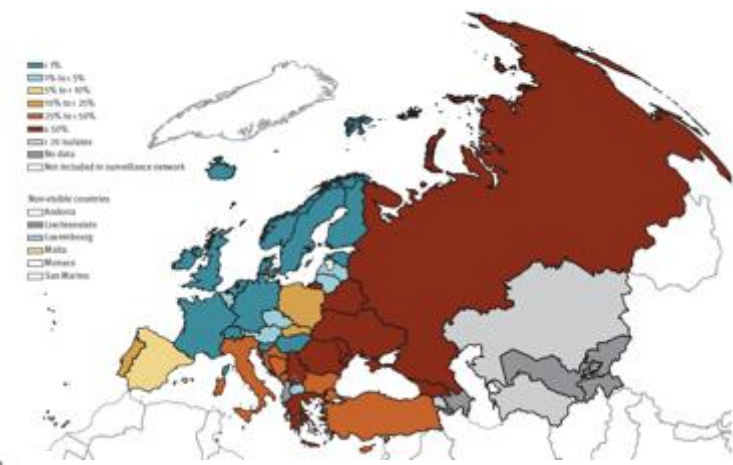 < 1%
1% to < 5%
5% to < 10%
10% to < 25%
25% to < 50%
≥ 50%
< 20 isolates
No data
Not included in surveillance network
Non-visible countries
Andorra
Liechtenstein
Luxembourg
Malta
Monaco
San Marino